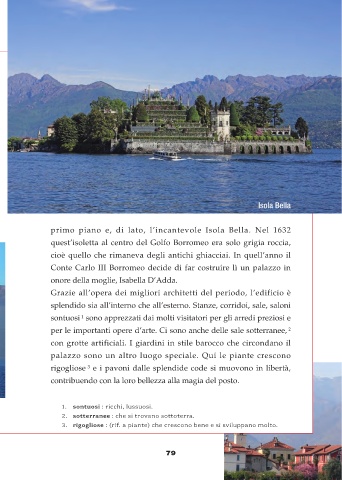 Isola Bella
primo piano e, di lato, l'incantevole Isola Bella. Nel 1632
quest'isoletta al centro del Golfo Borromeo era solo grigia roccia,
cioè quello che rimaneva degli antichi ghiacciai. In quell'anno il
Conte Carlo III Borromeo decide di far costruire lì un palazzo in
onore della moglie, Isabella D'Adda.
Grazie all'opera dei migliori architetti del periodo, l'edificio è
splendido sia all'interno che all'esterno. Stanze, corridoi, sale, saloni
sontuosi 1 sono apprezzati dai molti visitatori per gli arredi preziosi e
per le importanti opere d'arte. Ci sono anche delle sale sotterranee, 2
con grotte artificiali. I giardini in stile barocco che circondano il
palazzo sono un altro luogo speciale. Qui le piante crescono
rigogliose 3 e i pavoni dalle splendide code si muovono in libertà,
contribuendo con la loro bellezza alla magia del posto.
1. sontuosi : ricchi, lussuosi.
2. sotterranee : che si trovano sottoterra.
3. rigogliose : (rif. a piante) che crescono bene e si sviluppano molto.
79